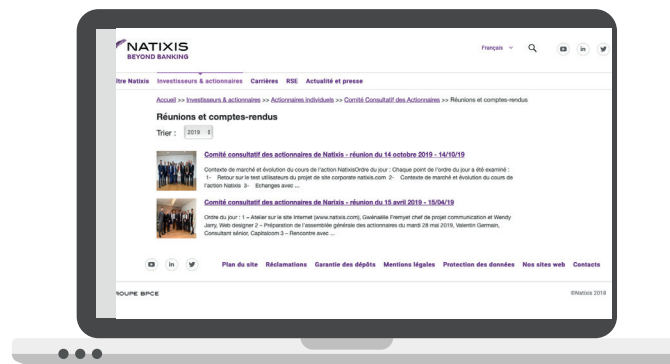 NATIXIS
BEYOND BANKING
Français
ître Natixis Investisseurs & actionnaires Carrières RSE Actualité et presse
Accueil >> Investisseurs & actionnaires >> Actionnaires individuels >> Comité Consultatif des Actionnaires >> Réunions et comptes-rendus
Réunions et comptes-rendus
Trier : 2019
Comité consultatif des actionnaires de Natixis - réunion du 14 octobre 2019 - 14/10/19
Contexte de marché et évolution du cours de l'action NatixisOrdre du jour : Chaque point de l'ordre du jour a été examiné :
1- Retour sur le test utilisateurs du projet de site corporate natixis.com 2- Contexte de marché et évolution du cours de
l'action Natixis 3- Echanges avec ...
Comité consultatif des actionnaires de Narixis - réunion du 15 avril 2019 - 15/04/19
Ordre du jour : 1 – Atelier sur le site Internet (www.natixis.com), Gwénaëlle Fremyet chef de projet communication et Wendy
Jarry, Web designer 2 – Préparation de l'assemblée générale des actionnaires du mardi 28 mai 2019, Valentin Germain,
Consultant sénior, Capitalcom 3 – Rencontre avec ...
Plan du site Réclamations Garantie des dépôts Mentions légales Protection des données Nos sites web Contacts
ROUPE BPCE
©Natixis 2019